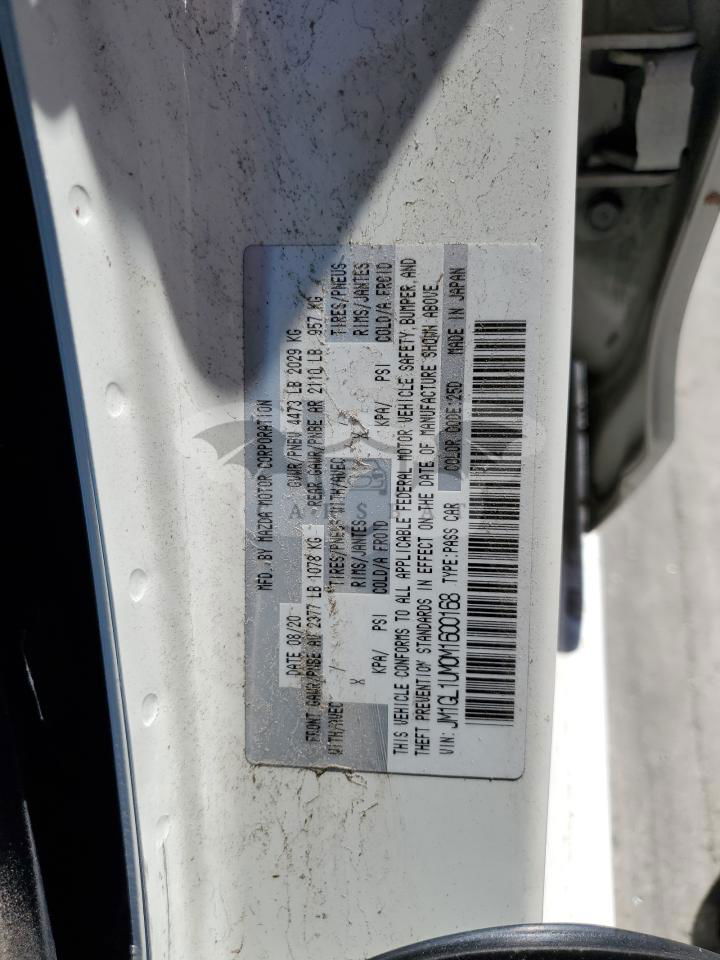 MFD. BY MAZDA MOTOR CORPORATION
DATE 08/20 GVWR/PNBV 4473 LB 2029 KG
FRONT GAWR/PNBE AV 2377 LB 1078 KG REAR GAWR/PNBE AR 2110 LB 957 KG
WITH/AVEC / TIRES/PNEUS WITH/AVEC / TIRES/PNEUS
X RIMS/JANTES X RIMS/JANTES
KPA/ PSI COLD/A FROID KPA/ PSI COLD/A FROID
THIS VEHICLE CONFORMS TO ALL APPLICABLE FEDERAL MOTOR VEHICLE SAFETY, BUMPER, AND
THEFT PREVENTION STANDARDS IN EFFECT ON THE DATE OF MANUFACTURE SHOWN ABOVE.
VIN: JM1GL1UM0M1600168 TYPE:PASS CAR COLOR CODE:25D MADE IN JAPAN